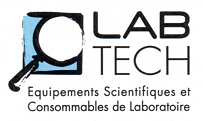 LAB
TECH
Equipements Scientifiques et
Consommables de Laboratoire